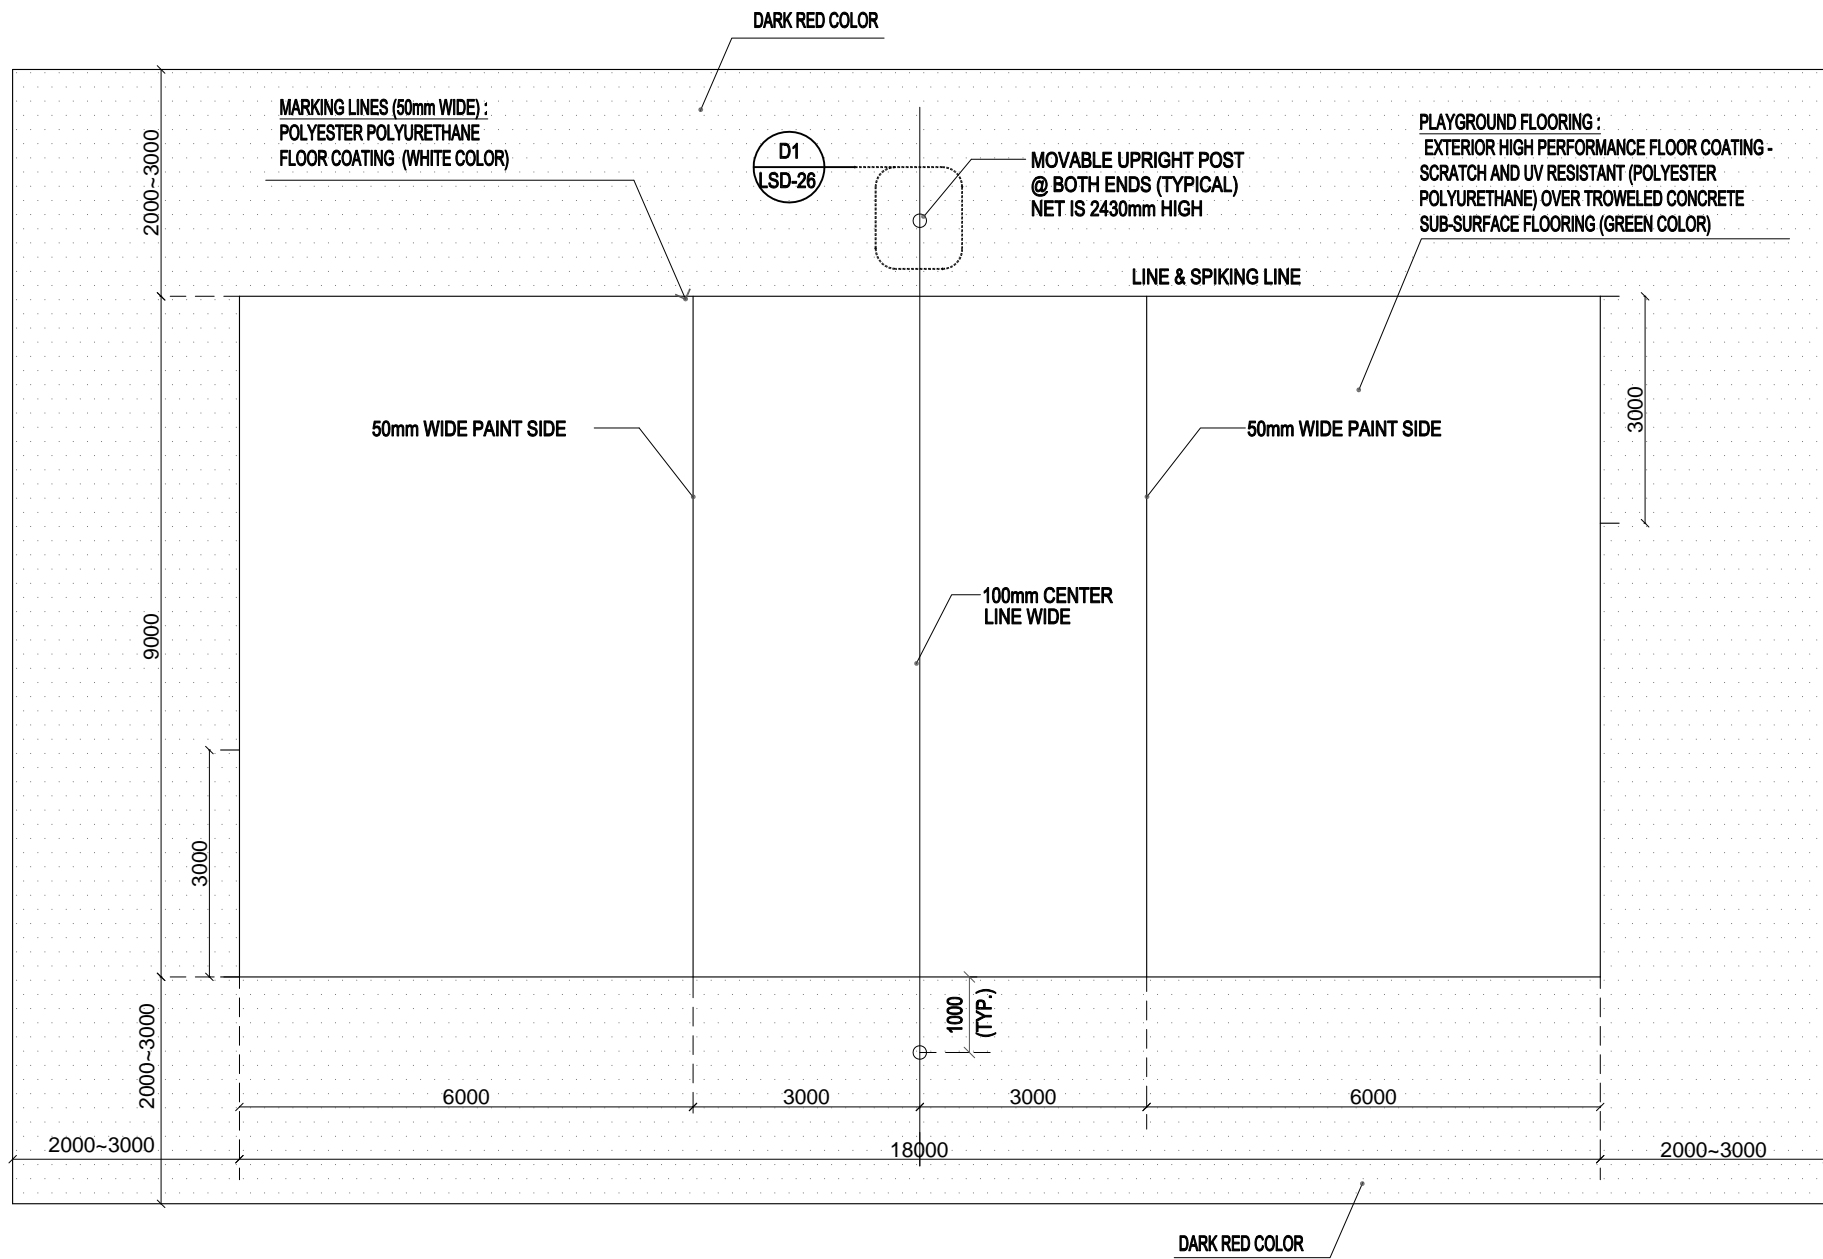 DARK RED COLOR
MARKING LINES (50mm WIDE) :
POLYESTER POLYURETHANE
FLOOR COATING (WHITE COLOR)
D1
LSD-26
MOVABLE UPRIGHT POST
@ BOTH ENDS (TYPICAL)
NET IS 2430mm HIGH
PLAYGROUND FLOORING :
EXTERIOR HIGH PERFORMANCE FLOOR COATING -
SCRATCH AND UV RESISTANT (POLYESTER
POLYURETHANE) OVER TROWELED CONCRETE
SUB-SURFACE FLOORING (GREEN COLOR)
2000~3000
LINE & SPIKING LINE
50mm WIDE PAINT SIDE
50mm WIDE PAINT SIDE
3000
9000
100mm CENTER
LINE WIDE
3000
2000~3000
1000
(TYP.)
6000
3000
3000
6000
2000~3000
18000
2000~3000
DARK RED COLOR